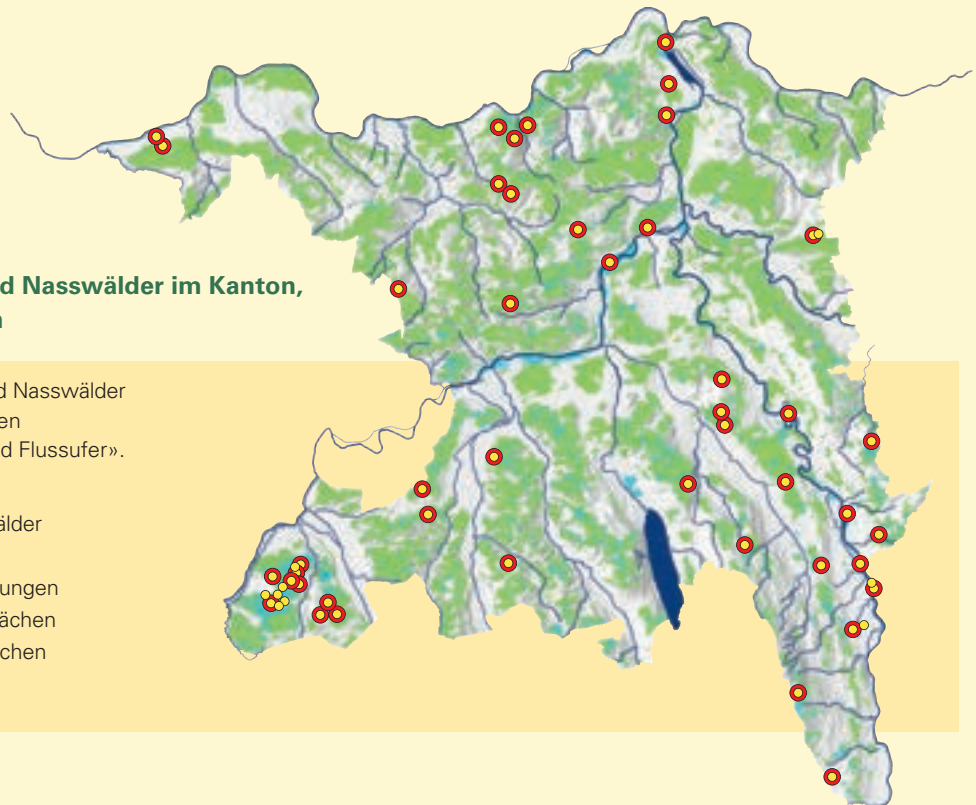 d Nasswälder im Kanton,
d Nasswälder
en
d Flussufer».
älder
ungen
ächen
chen